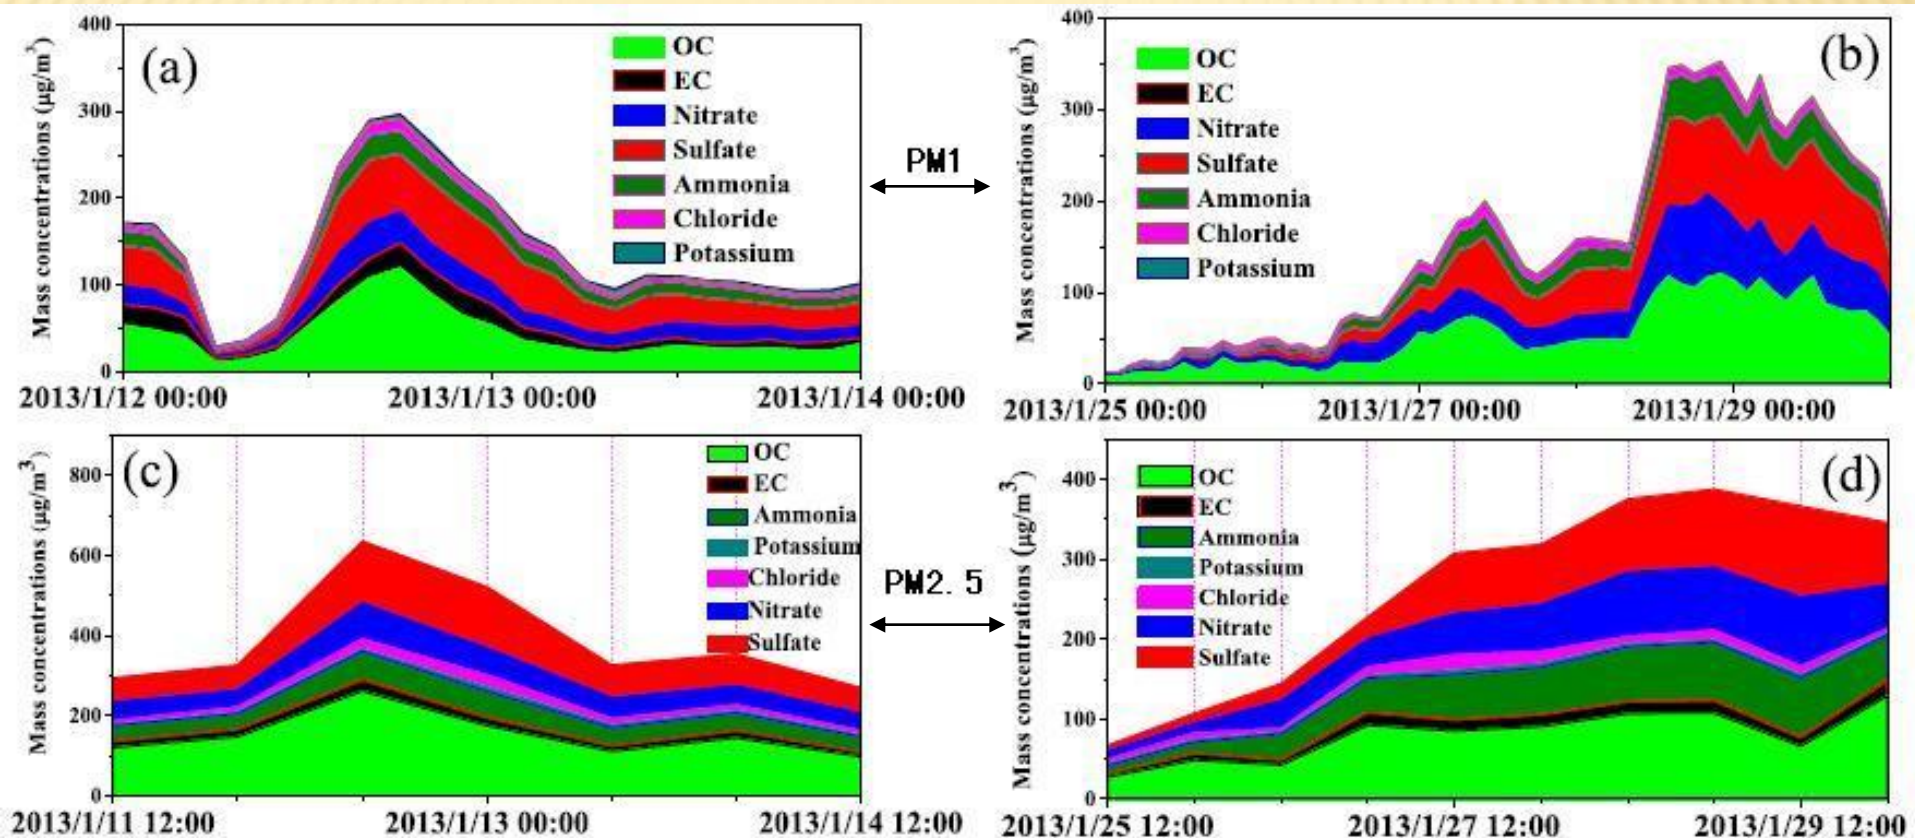 (a)
Mass concentrations (μg/m³)
400
300
200
100
0
OC
EC
Nitrate
Sulfate
Ammonia
Chloride
Potassium
2013/1/12 00:00 2013/1/13 00:00 2013/1/14 00:00
PM1
(b)
Mass concentrations (μg/m³)
400
300
200
100
0
OC
EC
Nitrate
Sulfate
Ammonia
Chloride
Potassium
2013/1/25 00:00 2013/1/27 00:00 2013/1/29 00:00
(c)
Mass concentrations (μg/m³)
800
600
400
200
0
OC
EC
Ammonia
Potassium
Chloride
Nitrate
Sulfate
2013/1/11 12:00 2013/1/13 00:00 2013/1/14 12:00
PM2.5
(d)
Mass concentrations (μg/m³)
400
300
200
100
0
OC
EC
Ammonia
Potassium
Chloride
Nitrate
Sulfate
2013/1/25 12:00 2013/1/27 12:00 2013/1/29 12:00